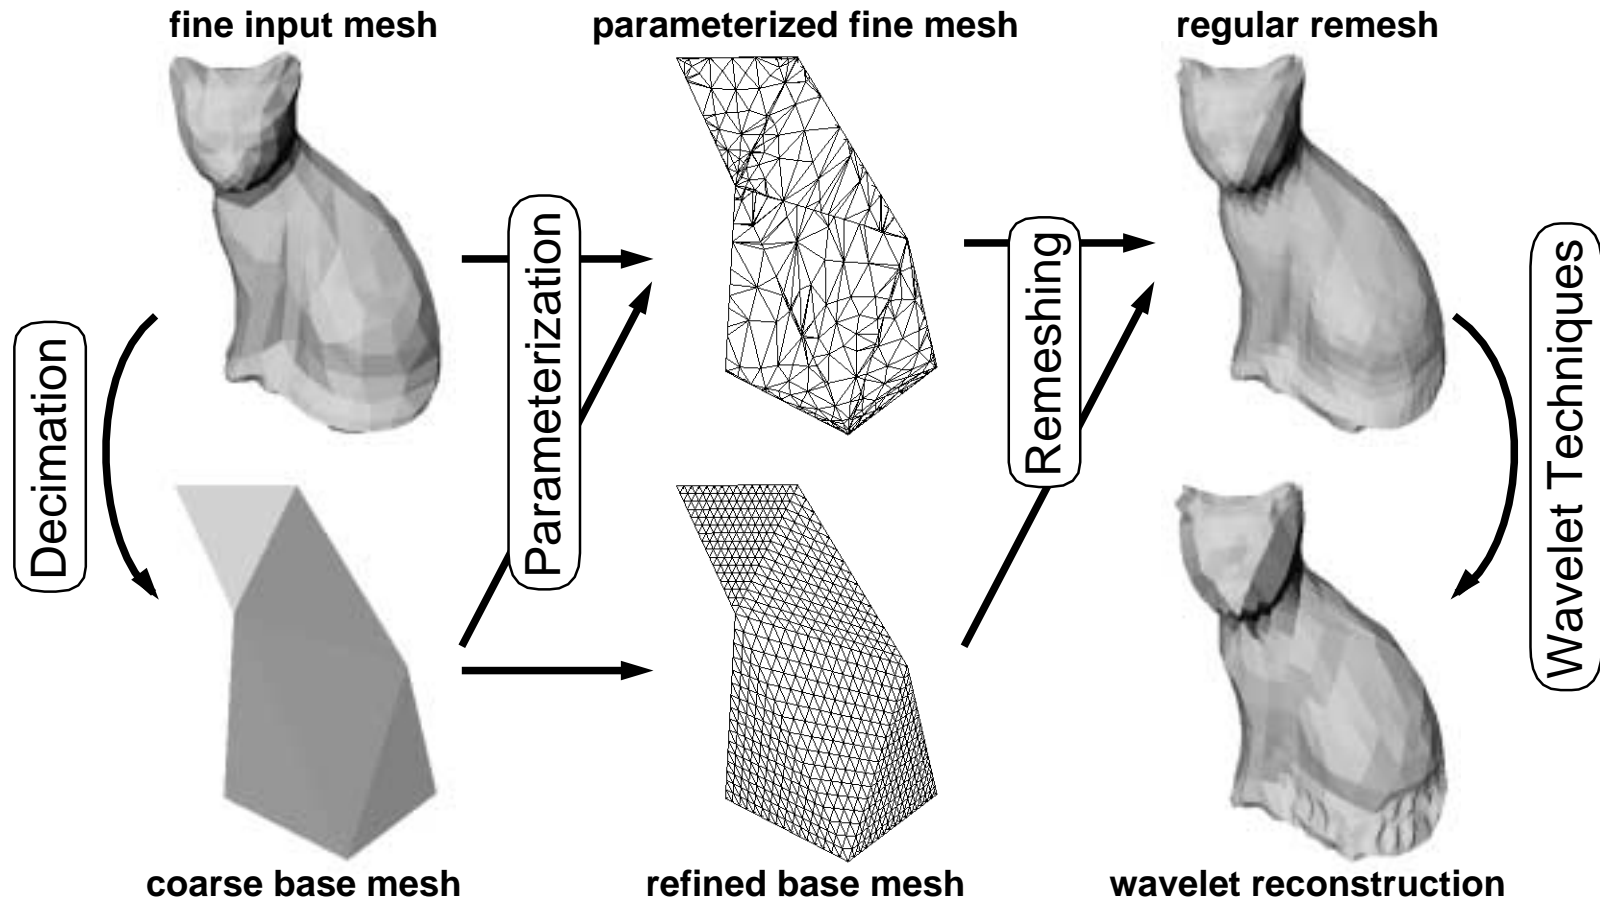 fine input mesh
parameterized fine mesh
regular remesh
Decimation
Parameterization
Remeshing
Wavelet Techniques
coarse base mesh
refined base mesh
wavelet reconstruction